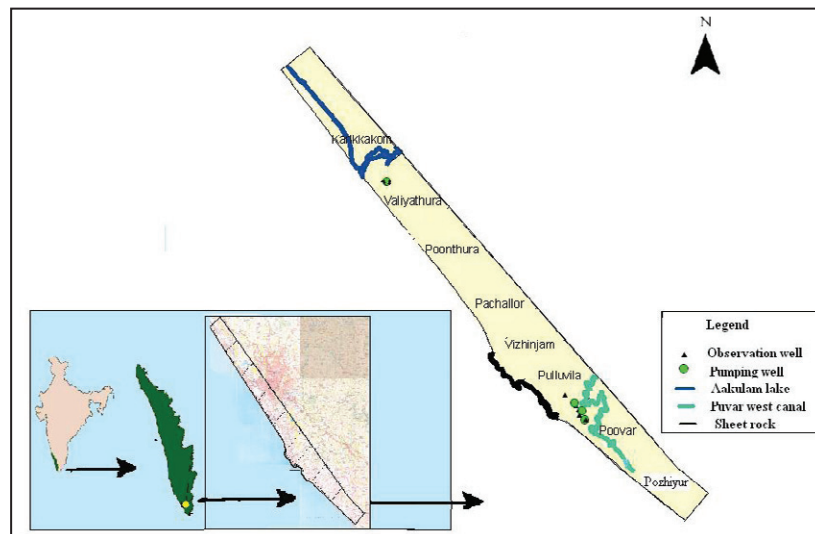 N
Karikkakom
Valiyathura
Poonthura
Pachallor
Vizhinjam
Pulluvila
Poovar
Pozhiyur
Legend
Observation well
Pumping well
Aakulam lake
Puvar west canal
Sheet rock